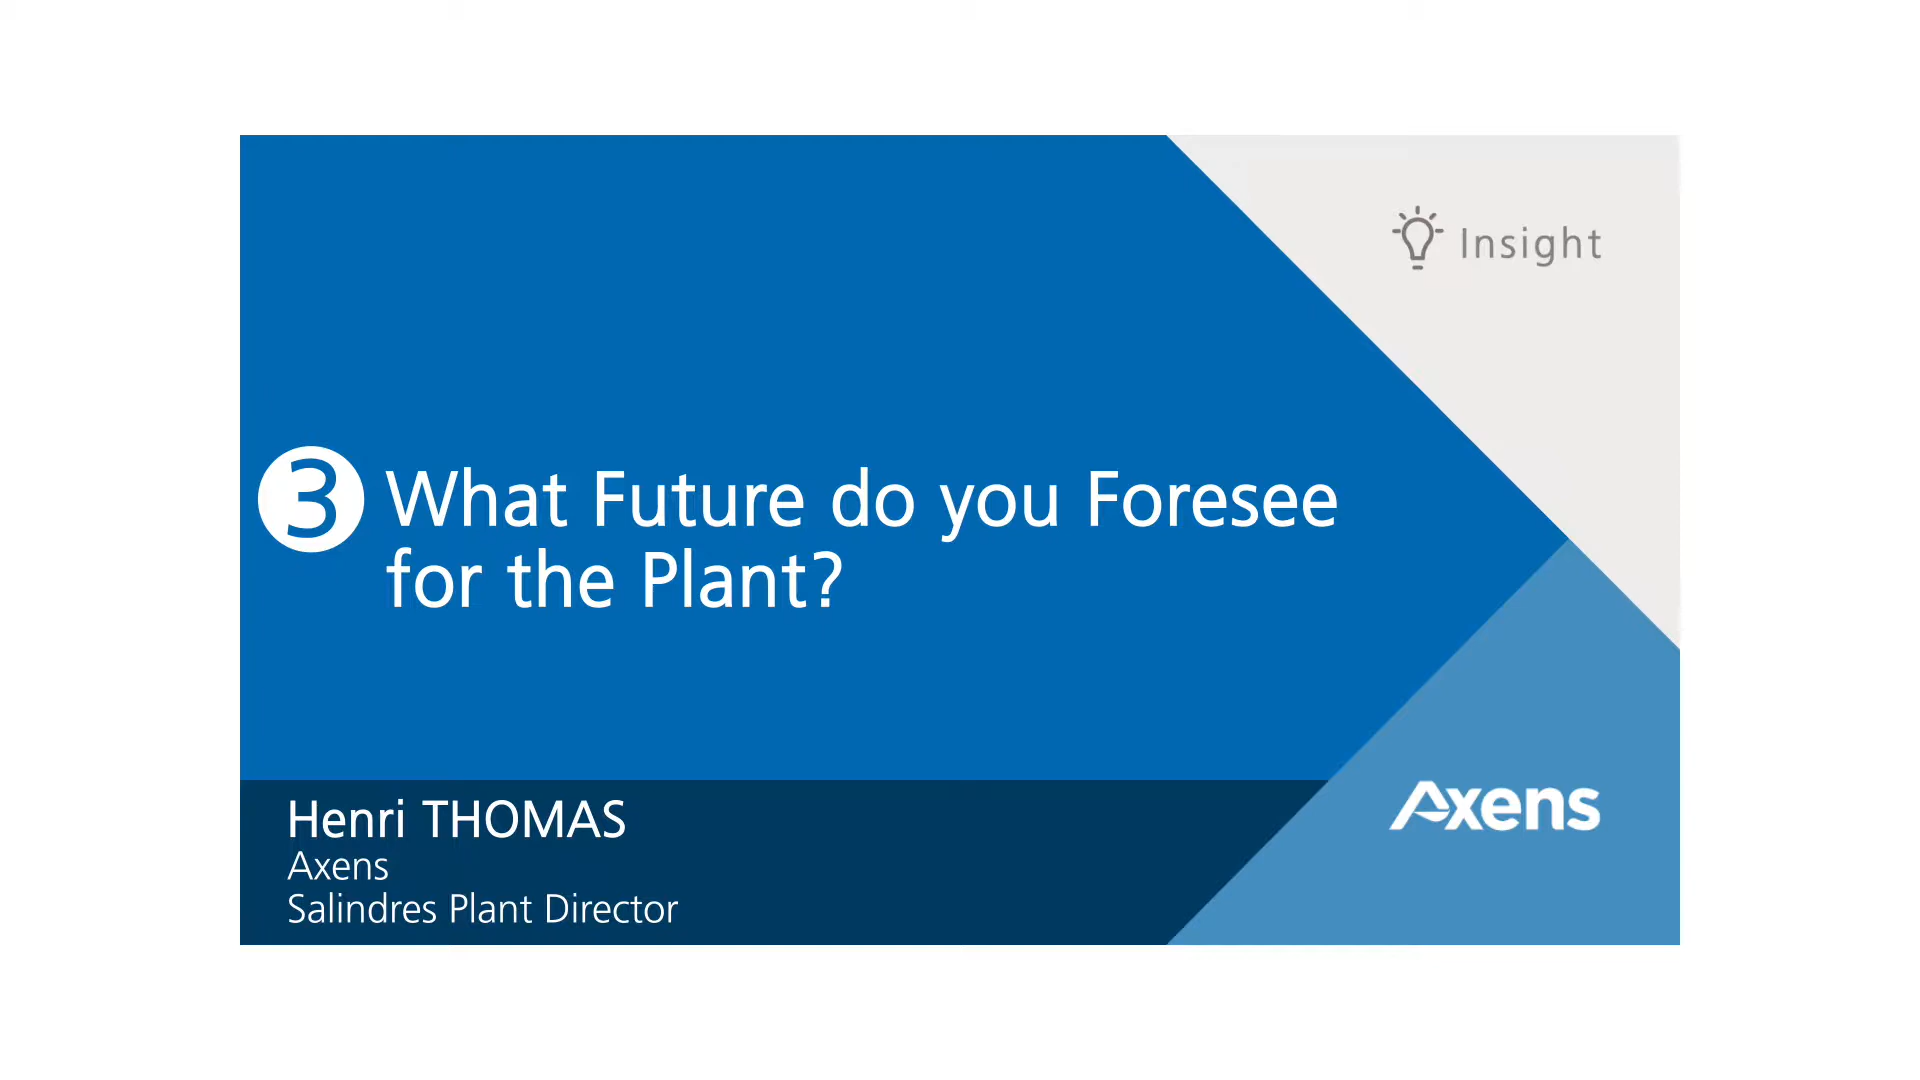 Insight
3 What Future do you Foresee
for the Plant?
Henri THOMAS
Axens
Salindres Plant Director
Axens